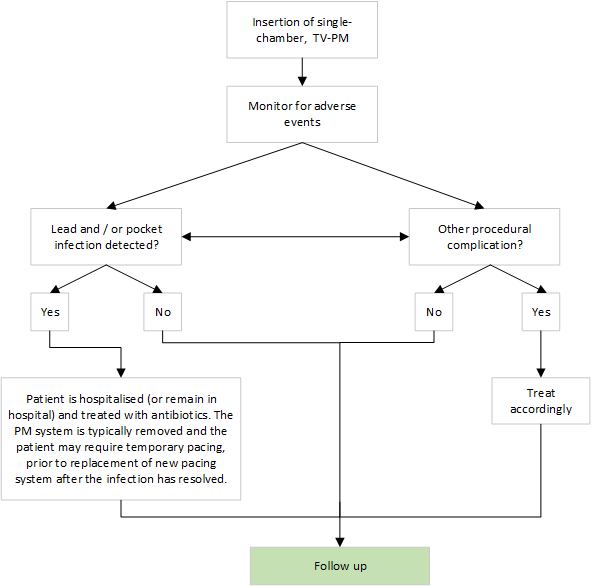 Insertion of single-
chamber, TV-PM
Monitor for adverse
events
Lead and / or pocket
infection detected?
Other procedural
complication?
Yes
No
No
Yes
Patient is hospitalised (or remain in
hospital) and treated with antibiotics. The
PM system is typically removed and the
patient may require temporary pacing,
prior to replacement of new pacing
system after the infection has resolved.
Treat
accordingly
Follow up